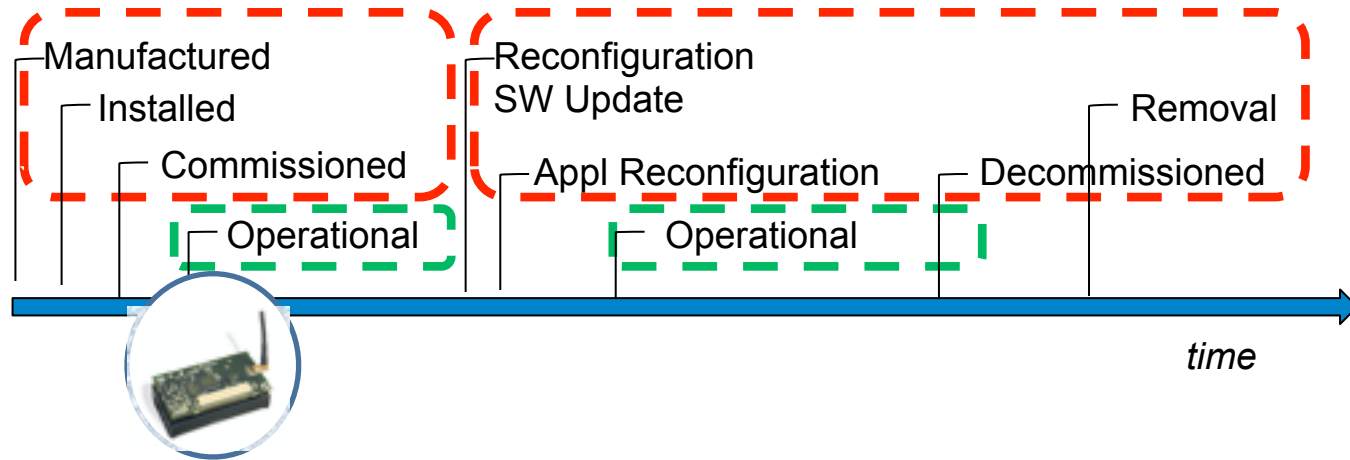 Manufactured
Installed
Commissioned
Operational
Reconfiguration
SW Update
Appl Reconfiguration
Operational
Decommissioned
Removal
time